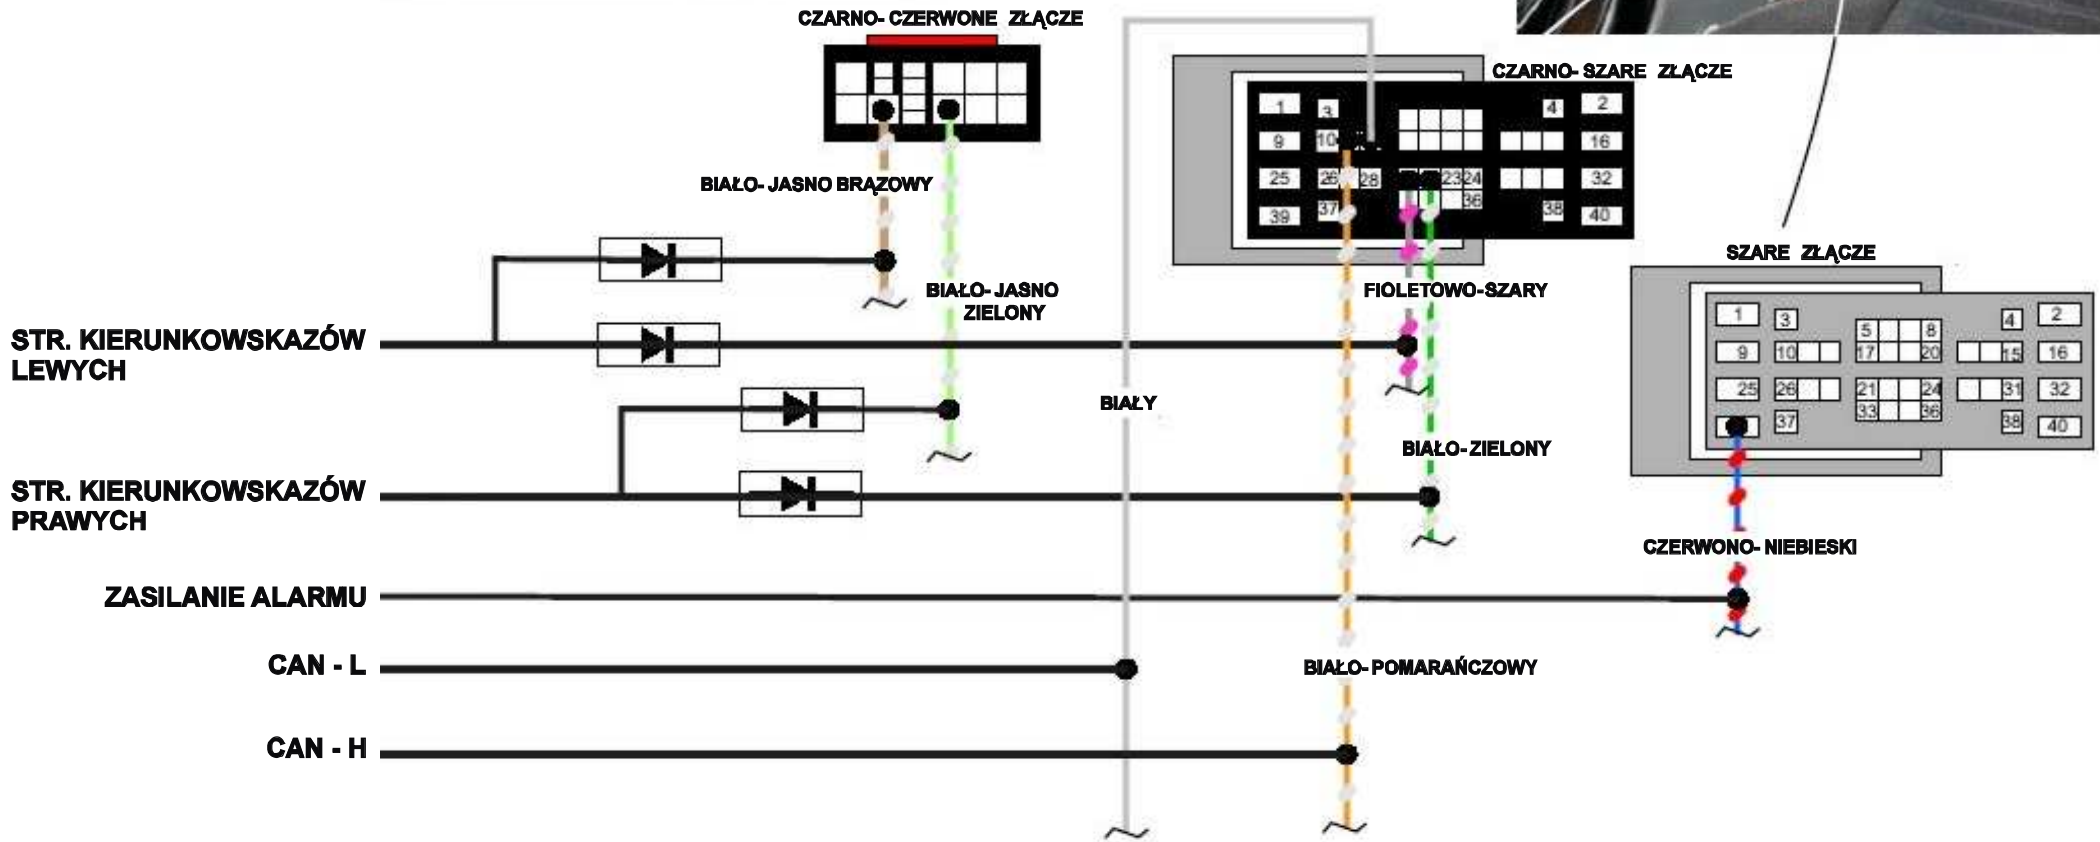 CZARNO- CZERWONE ZŁĄCZE
CZARNO- SZARE ZŁĄCZE
1 3 4 2
9 10 16
25 26 28 23 24 32
39 37 36 38 40
BIAŁO- JASNO BRĄZOWY
SZARE ZŁĄCZE
1 3 4 2
5 8
9 10 17 20 15 16
25 26 21 24 31 32
33 36
37 38 40
BIAŁO- JASNO
ZIELONY
FIOLETOWO-SZARY
STR. KIERUNKOWSKAZÓW
LEWYCH
BIAŁY
BIAŁO- ZIELONY
STR. KIERUNKOWSKAZÓW
PRAWYCH
CZERWONO- NIEBIESKI
ZASILANIE ALARMU
CAN - L
BIAŁO- POMARAŃCZOWY
CAN - H